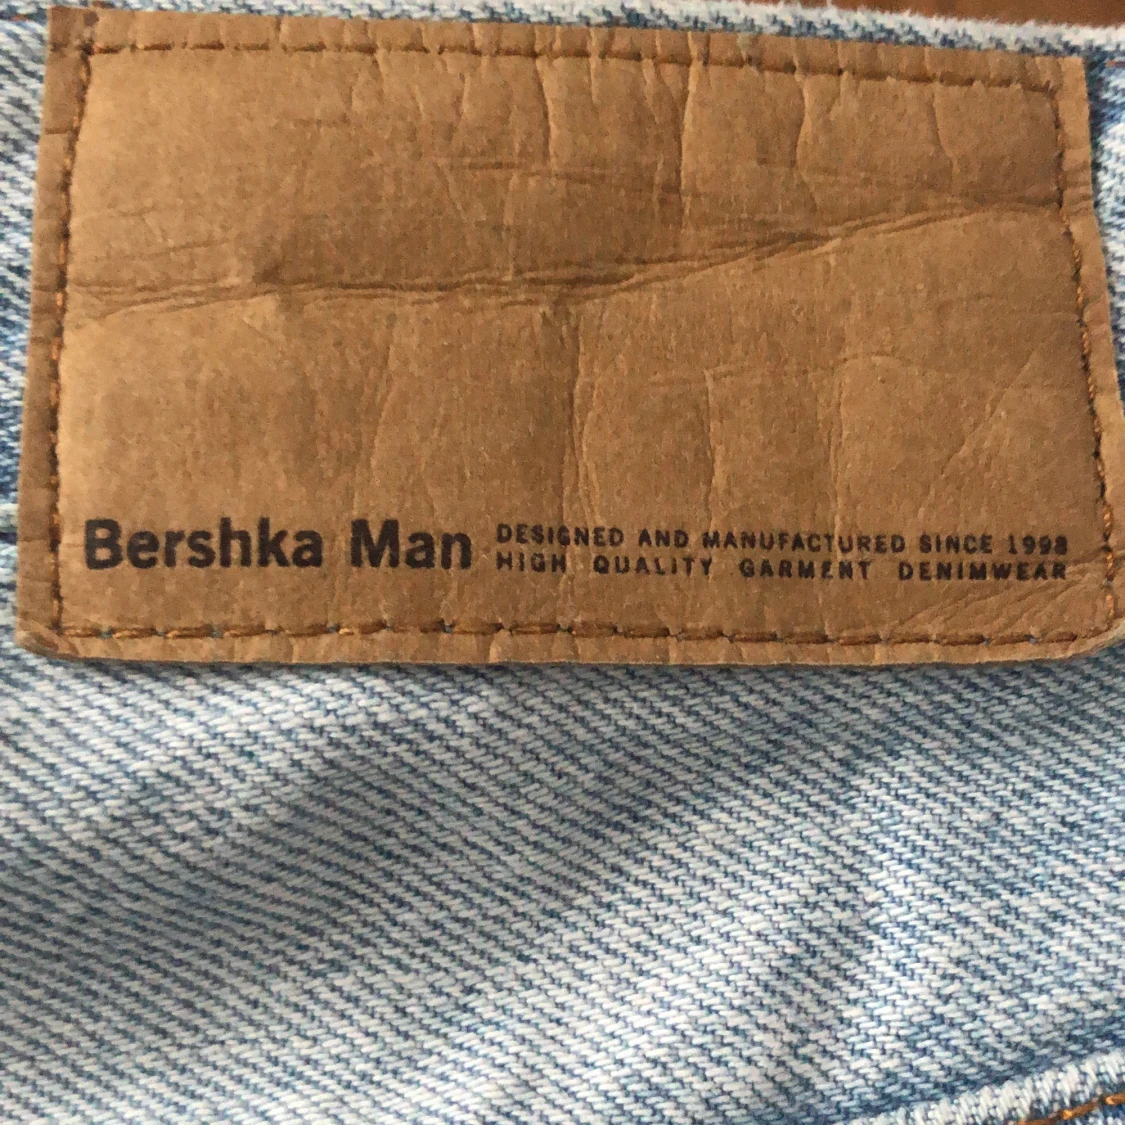 Bershka Man
DESIGNED AND MANUFACTURED SINCE 1998
HIGH QUALITY GARMENT DENIMWEAR